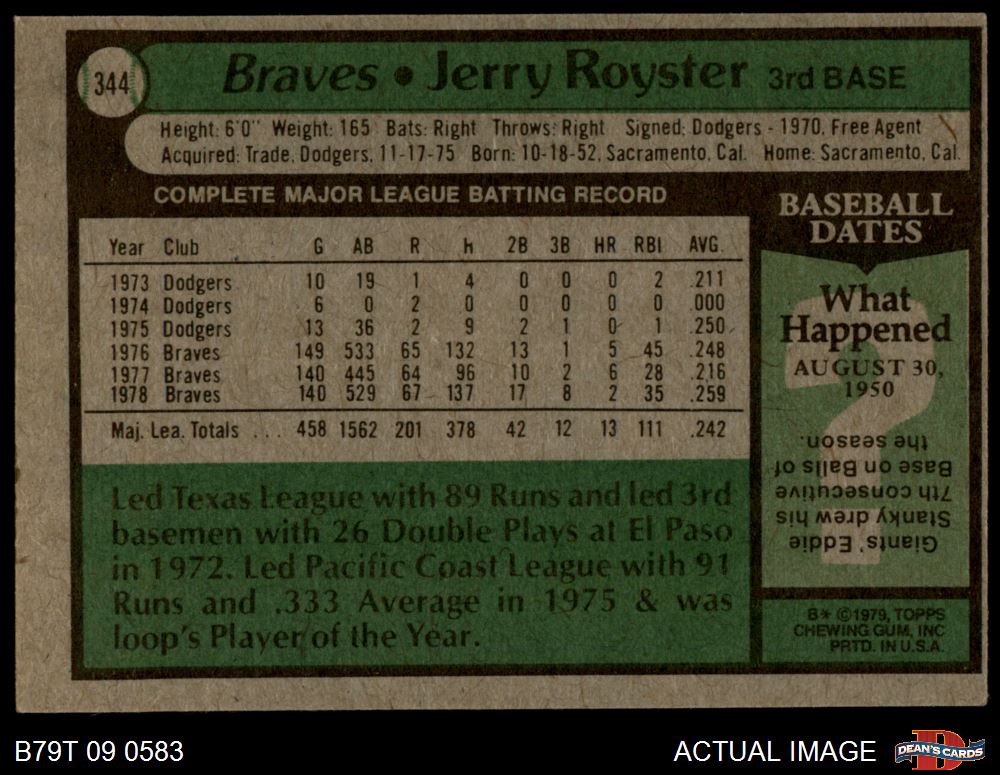 344
Braves • Jerry Royster 3rd BASE
Height: 6'0" Weight: 165 Bats: Right Throws: Right Signed: Dodgers - 1970, Free Agent
Acquired: Trade, Dodgers, 11-17-75 Born: 10-18-52, Sacramento, Cal. Home: Sacramento, Cal.
COMPLETE MAJOR LEAGUE BATTING RECORD
Year Club G AB R h 2B 3B HR RBI AVG.
1973 Dodgers 10 19 1 4 0 0 0 2 .211
1974 Dodgers 6 0 2 0 0 0 0 0 .000
1975 Dodgers 13 36 2 9 2 1 0 1 .250
1976 Braves 149 533 65 132 13 1 5 45 .248
1977 Braves 140 445 64 96 10 2 6 28 .216
1978 Braves 140 529 67 137 17 8 2 35 .259
Maj. Lea. Totals . . . 458 1562 201 378 42 12 13 111 .242
Led Texas League with 89 Runs and led 3rd
basemen with 26 Double Plays at El Paso
in 1972. Led Pacific Coast League with 91
Runs and .333 Average in 1975 & was
loop's Player of the Year.
BASEBALL
DATES
What
Happened
AUGUST 30,
1950
Giants' Eddie
Stanky drew his
7th consecutive
Base on Balls of
the season.
B* ©1979, TOPPS
CHEWING GUM, INC
PRTD. IN U.S.A.
B79T 09 0583
ACTUAL IMAGE
DEAN'S CARDS